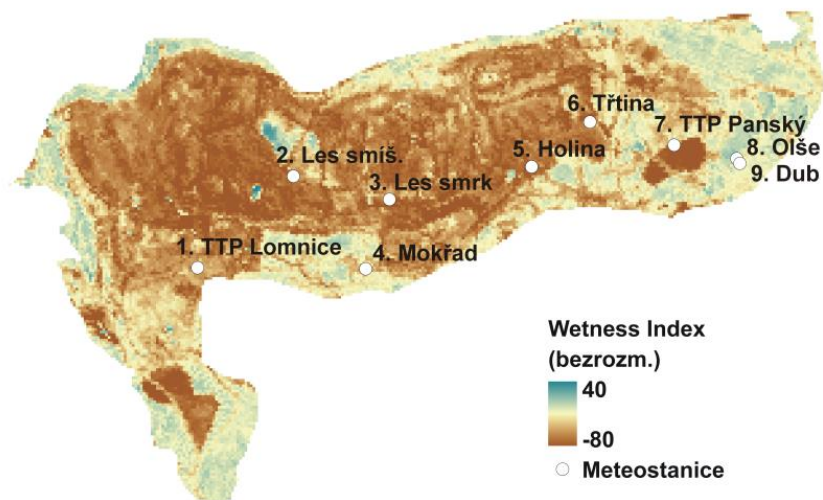 6. Třtina
7. TTP Panský
8. Olše
9. Dub
5. Holina
2. Les smíš.
3. Les smrk
1. TTP Lomnice
4. Mokřad
Wetness Index
(bezrozm.)
40
-80
Meteostanice